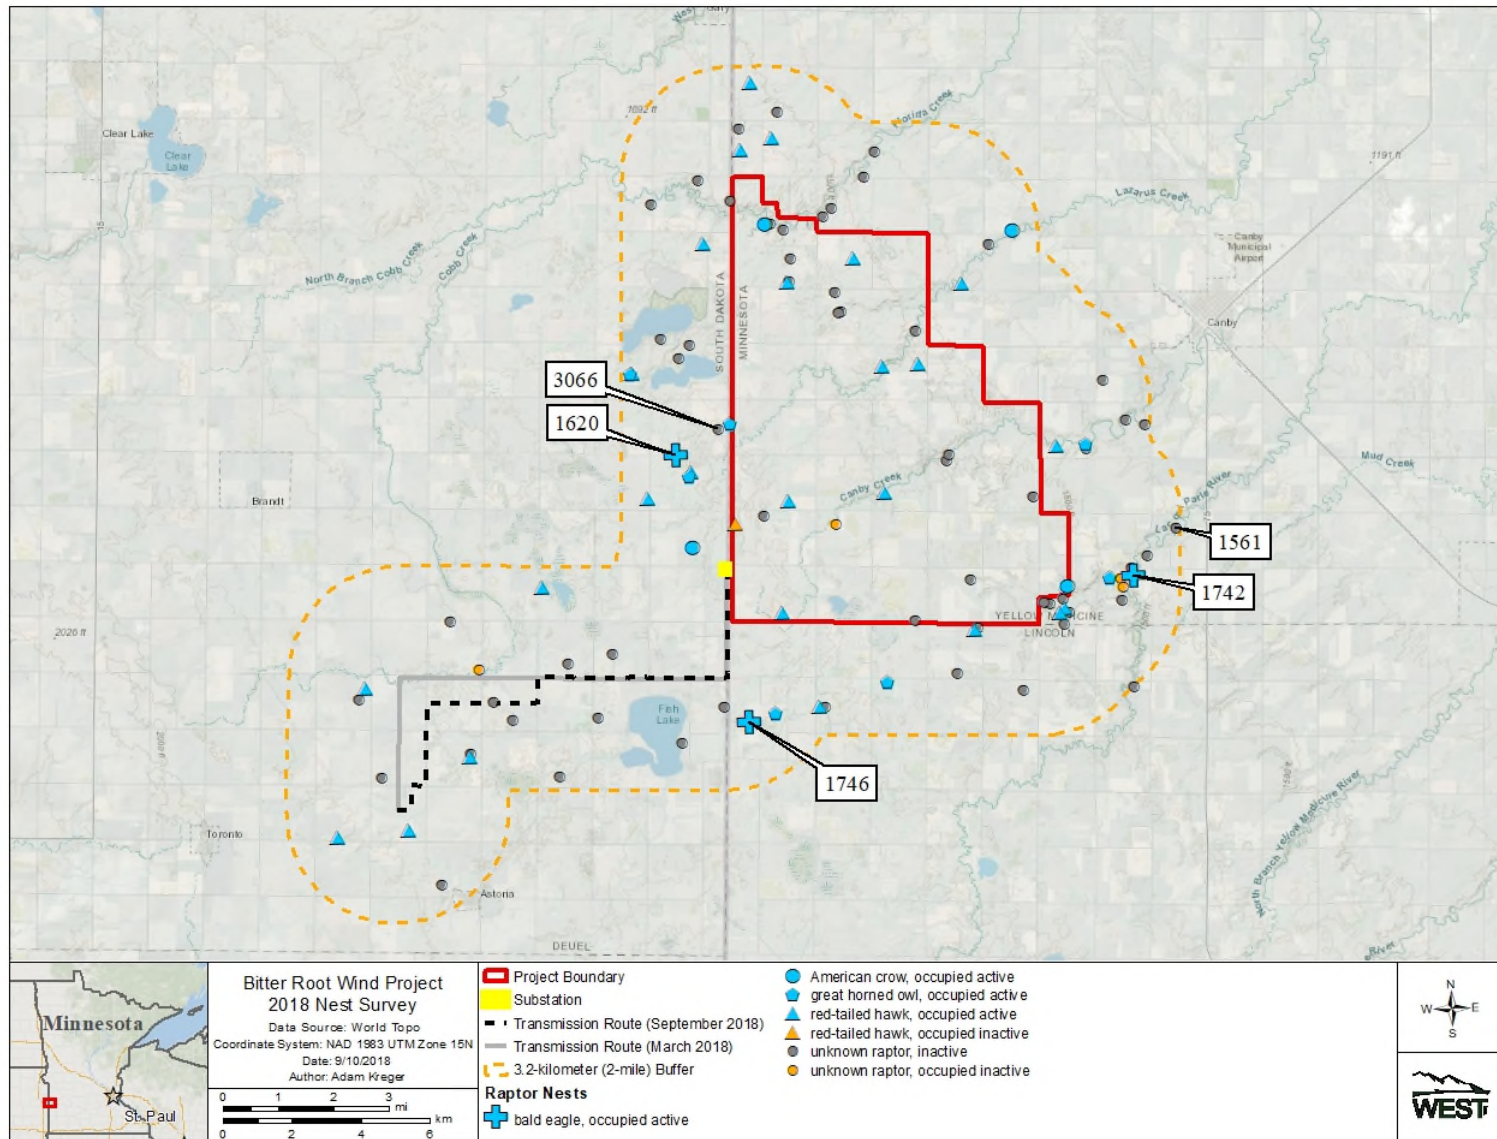 Gary
West
1692 ft
Florida Creek
Clear Lake
Clear
Lake
1191 ft
Lazarus Creek
Canby
Municipal
Airport
North Branch Cobb Creek
Cobb Creek
SOUTH DAKOTA
MINNESOTA
Canby
3066
1620
Brandt
Canby Creek
Mud Creek
1561
1742
YELLOW MEDICINE
LINCOLN
2026 ft
Fish
Lake
1746
Toronto
Astoria
North Branch Yellow Medicine River
River
DEUEL
Minnesota
St. Paul
Bitter Root Wind Project
2018 Nest Survey
Data Source: World Topo
Coordinate System: NAD 1983 UTM Zone 15N
Date: 9/10/2018
Author: Adam Kreger
0 1 2 3
mi
km
0 2 4 6
Project Boundary
Substation
Transmission Route (September 2018)
Transmission Route (March 2018)
3.2-kilometer (2-mile) Buffer
Raptor Nests
bald eagle, occupied active
American crow, occupied active
great horned owl, occupied active
red-tailed hawk, occupied active
red-tailed hawk, occupied inactive
unknown raptor, inactive
unknown raptor, occupied inactive
N
W E
S
WEST